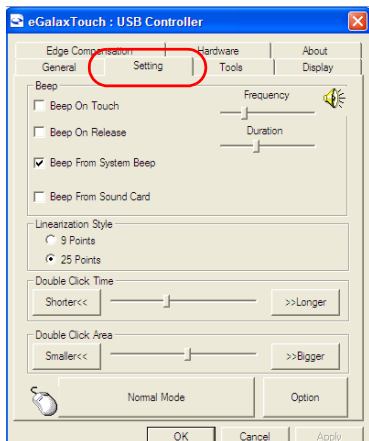 eGalaxTouch : USB Controller
Edge Compensation Hardware About
General Setting Tools Display
Beep
Beep On Touch
Beep On Release
Beep From System Beep
Beep From Sound Card
Frequency
Duration
Linearization Style
9 Points
25 Points
Double Click Time
Shorter<< >>Longer
Double Click Area
Smaller<< >>Bigger
Normal Mode Option
OK Cancel Apply